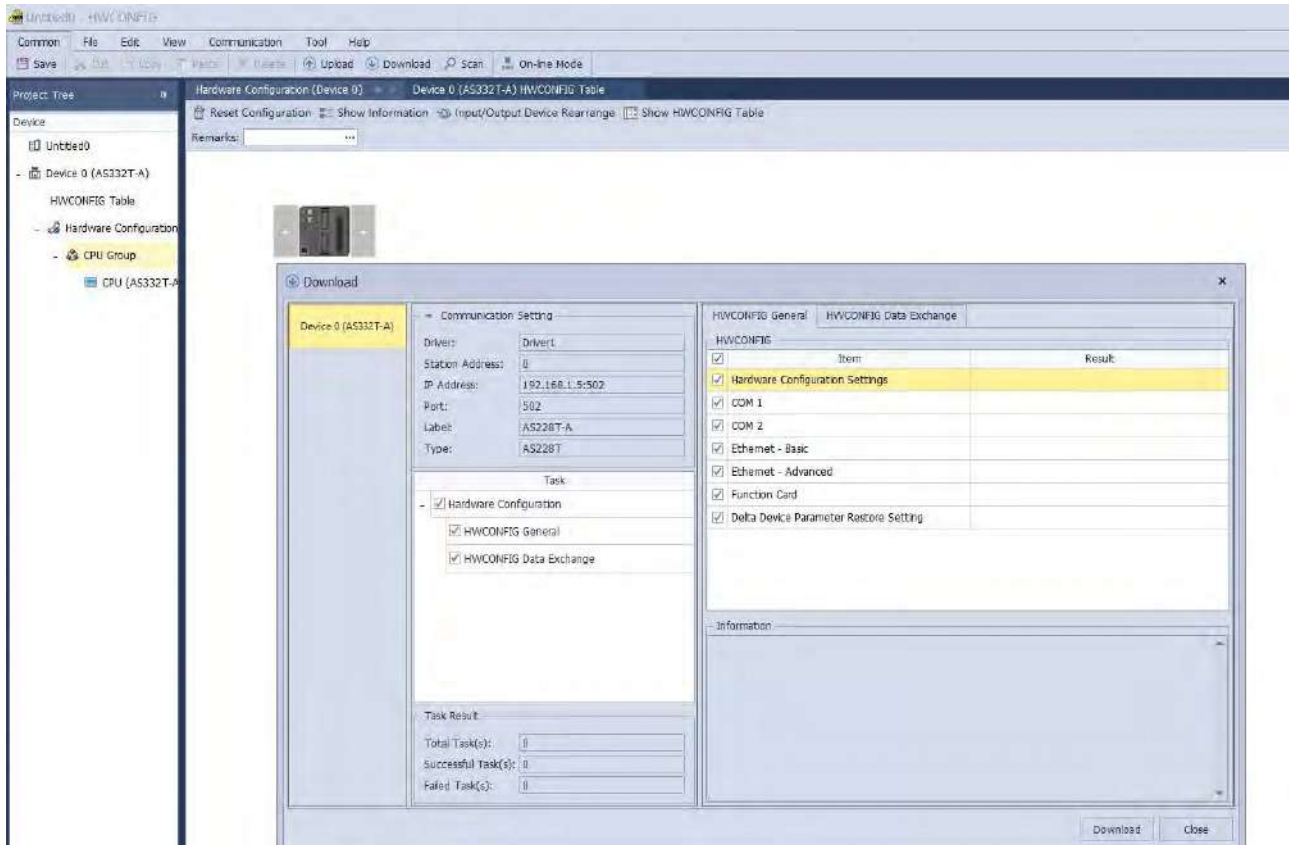 Untitled0 - HWCONFIG
Common File Edit View Communication Tool Help
Save Cut Copy Paste Delete Upload Download Scan On-line Mode
Project Tree
Hardware Configuration (Device 0) Device 0 (AS332T-A) HWCONFIG Table
Reset Configuration Show Information Input/Output Device Rearrange Show HWCONFIG Table
Device
Remarks: ...
Untitled0
Device 0 (AS332T-A)
HWCONFIG Table
Hardware Configuration
CPU Group
CPU (AS332T-A
Download
Device 0 (AS332T-A)
Communication Setting
Driver: Driver1
Station Address: 0
IP Address: 192.168.1.5:502
Port: 502
Label: AS228T-A
Type: AS228T
Task
Hardware Configuration
HWCONFIG General
HWCONFIG Data Exchange
Task Result
Total Task(s): 0
Successful Task(s): 0
Failed Task(s): 0
HWCONFIG General HWCONFIG Data Exchange
HWCONFIG
Item Result
Hardware Configuration Settings
COM 1
COM 2
Ethernet - Basic
Ethernet - Advanced
Function Card
Delta Device Parameter Restore Setting
Information
Download Close